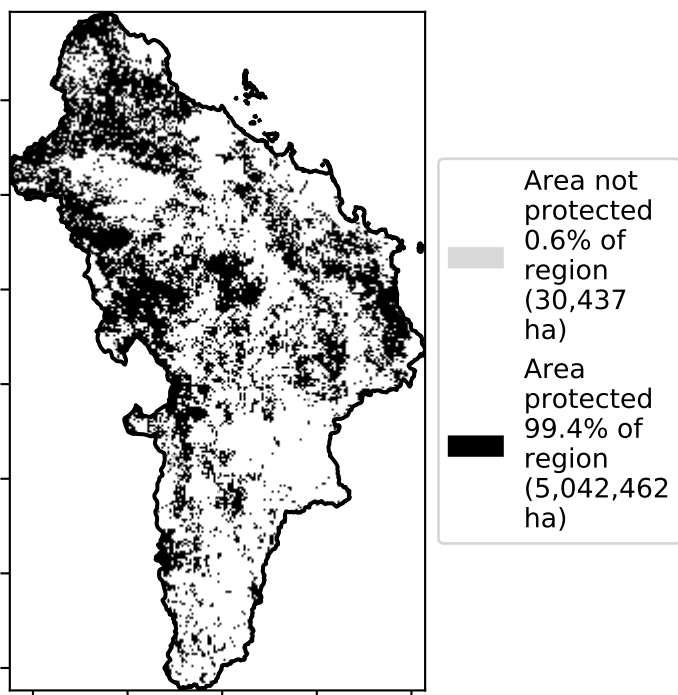 Area not
protected
0.6% of
region
(30,437
ha)
Area
protected
99.4% of
region
(5,042,462
ha)